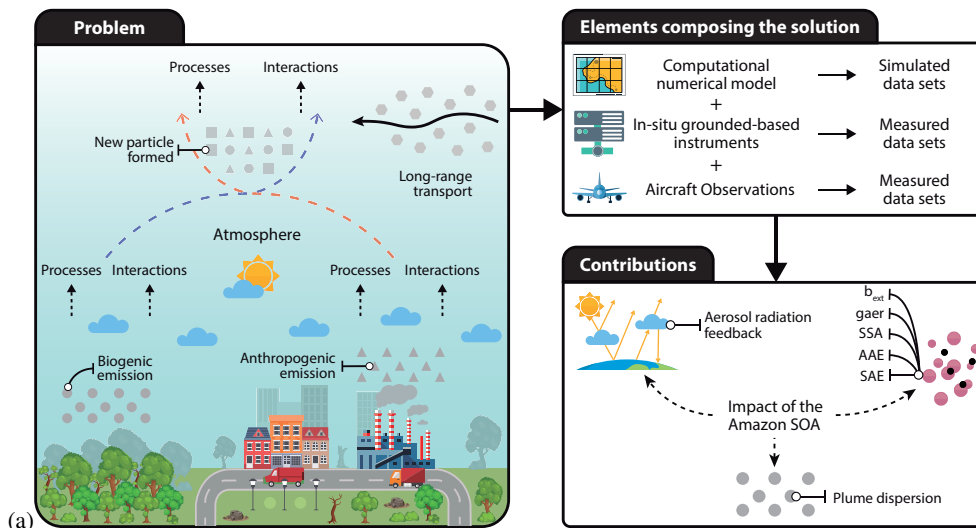 Problem
Processes
Interactions
New particle
formed
Long-range
transport
Atmosphere
Processes
Interactions
Processes
Interactions
Biogenic
emission
Anthropogenic
emission
(a)
Elements composing the solution
Computational
numerical model
Simulated
data sets
+
In-situ grounded-based
instruments
Measured
data sets
+
Aircraft Observations
Measured
data sets
Contributions
Aerosol radiation
feedback
b_ext
gaer
SSA
AAE
SAE
Impact of the
Amazon SOA
Plume dispersion